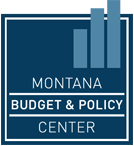 MONTANA
BUDGET & POLICY
CENTER